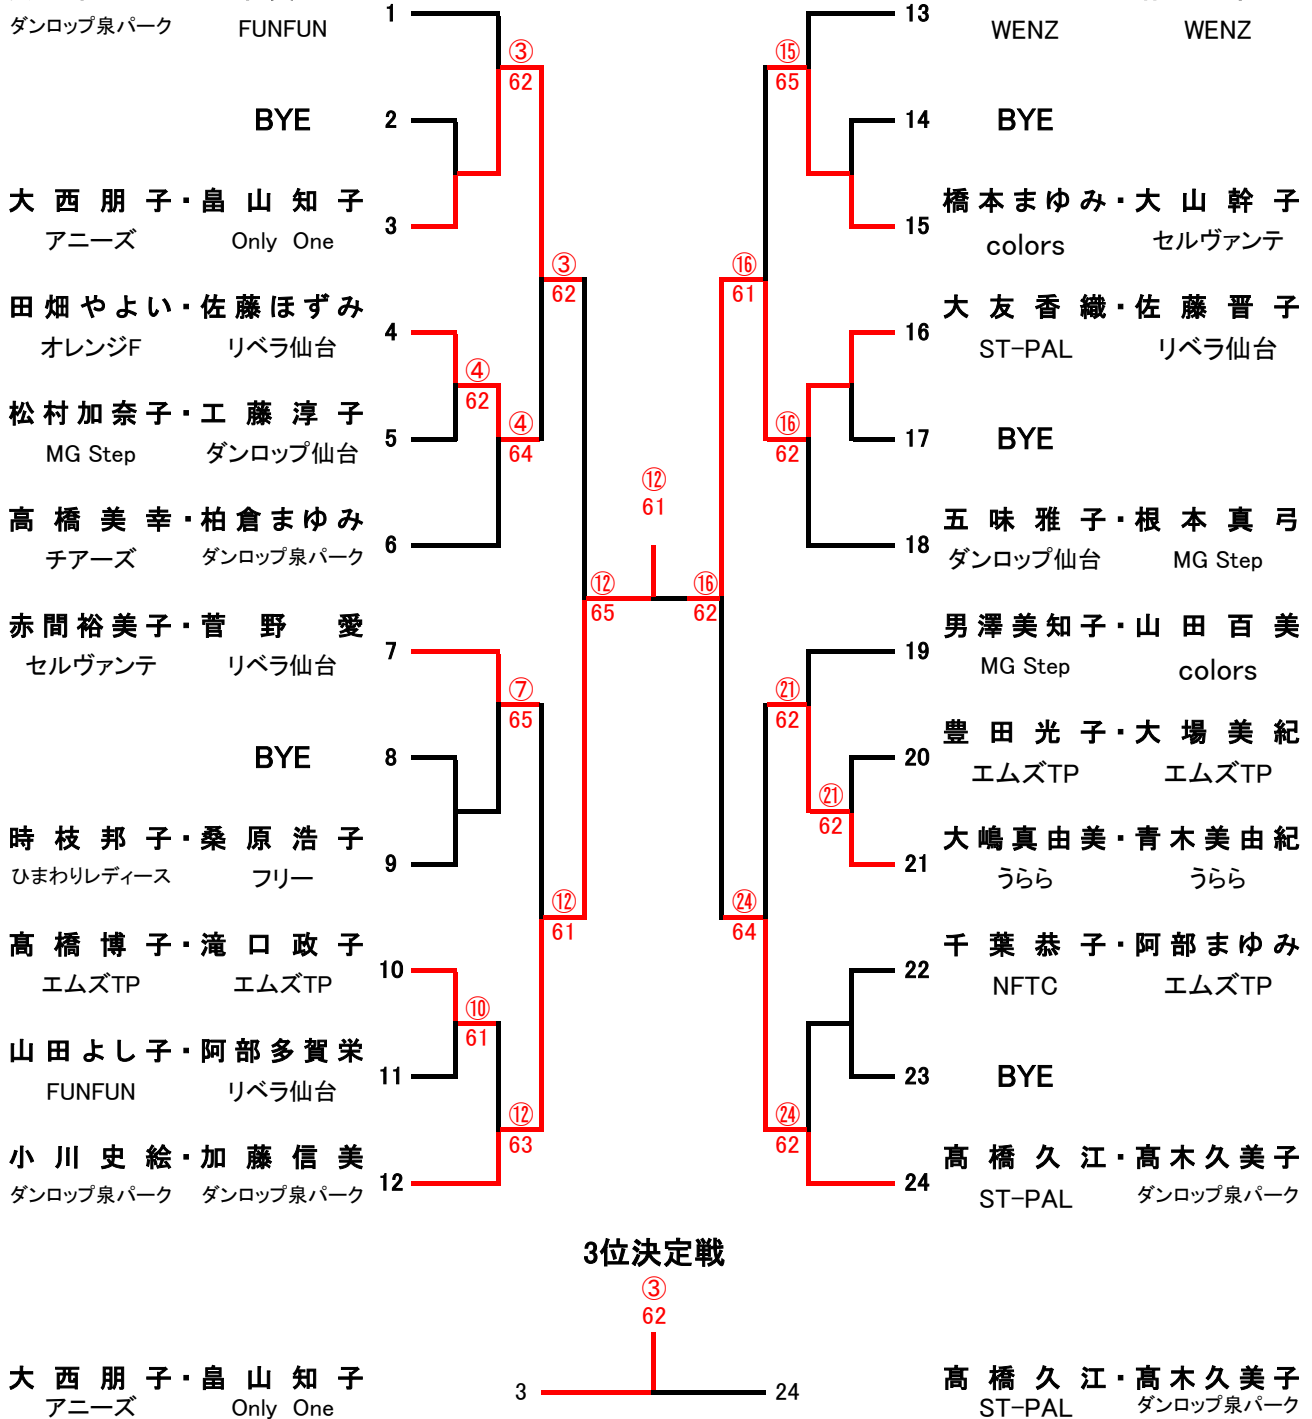 1
ダンロップ泉パーク FUNFUN
③
62
BYE 2
大西朋子・畠山知子
アニーズ Only One
3
③
62
田畑やよい・佐藤ほずみ
オレンジF リベラ仙台
4
④
62
松村加奈子・工藤淳子
MG Step ダンロップ仙台
5
④
64
高橋美幸・柏倉まゆみ
チアーズ ダンロップ泉パーク
6
⑫
65
赤間裕美子・菅野愛
セルヴァンテ リベラ仙台
7
⑦
65
BYE 8
時枝邦子・桑原浩子
ひまわりレディース フリー
9
⑫
61
髙橋博子・滝口政子
エムズTP エムズTP
10
⑩
61
山田よし子・阿部多賀栄
FUNFUN リベラ仙台
11
⑫
63
小川史絵・加藤信美
ダンロップ泉パーク ダンロップ泉パーク
12
⑫
61
13
WENZ WENZ
⑮
65
14 BYE
橋本まゆみ・大山幹子
colors セルヴァンテ
15
⑯
61
大友香織・佐藤晋子
ST-PAL リベラ仙台
16
⑯
62
17 BYE
五味雅子・根本真弓
ダンロップ仙台 MG Step
18
⑯
62
男澤美知子・山田百美
MG Step colors
19
㉑
62
豊田光子・大場美紀
エムズTP エムズTP
20
㉑
62
大嶋真由美・青木美由紀
うらら うらら
21
㉔
64
千葉恭子・阿部まゆみ
NFTC エムズTP
22
23 BYE
㉔
62
髙橋久江・髙木久美子
ST-PAL ダンロップ泉パーク
24
3位決定戦
③
62
大西朋子・畠山知子
アニーズ Only One
3
24
髙橋久江・髙木久美子
ST-PAL ダンロップ泉パーク